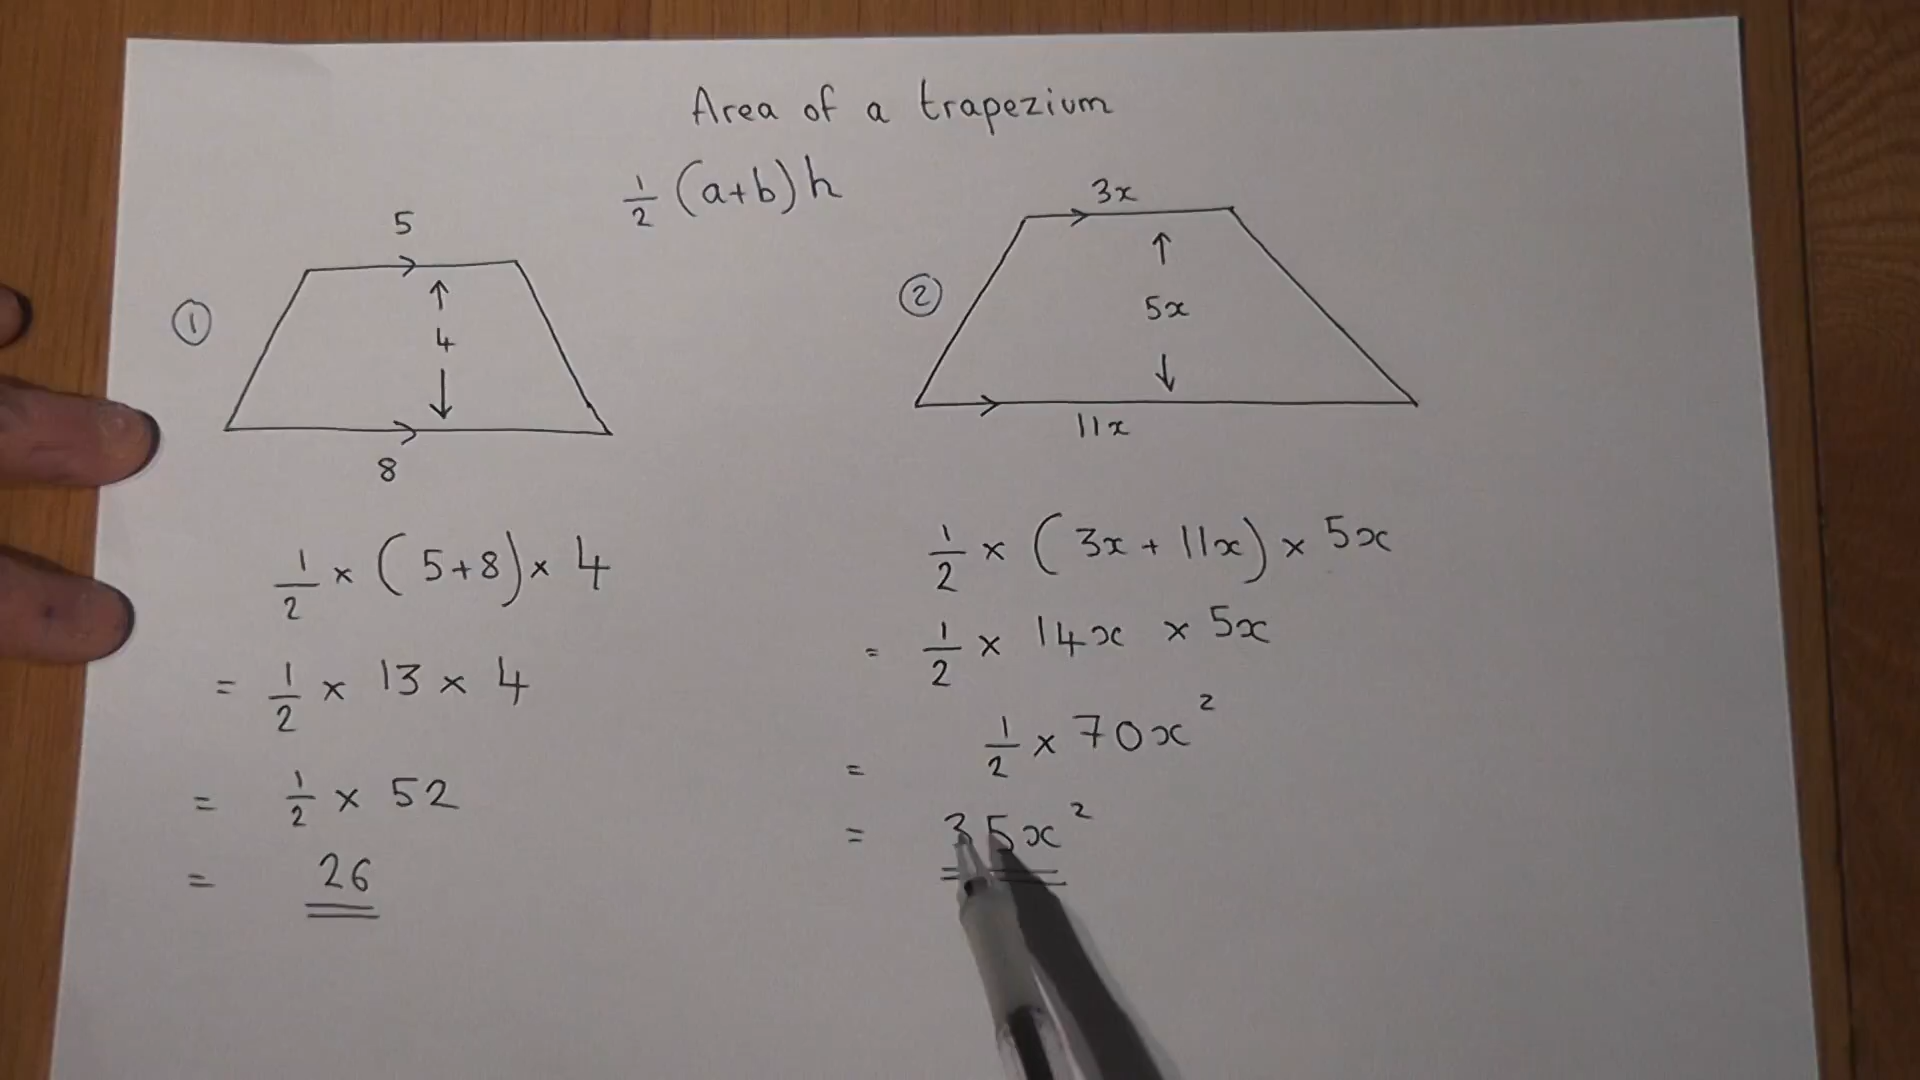 Area of a trapezium
½ (a+b)h
①
5
4
8
½ × (5+8) × 4
= ½ × 13 × 4
= ½ × 52
= 26
②
3x
5x
11x
½ × (3x + 11x) × 5x
= ½ × 14x × 5x
= ½ × 70x²
= 35x²